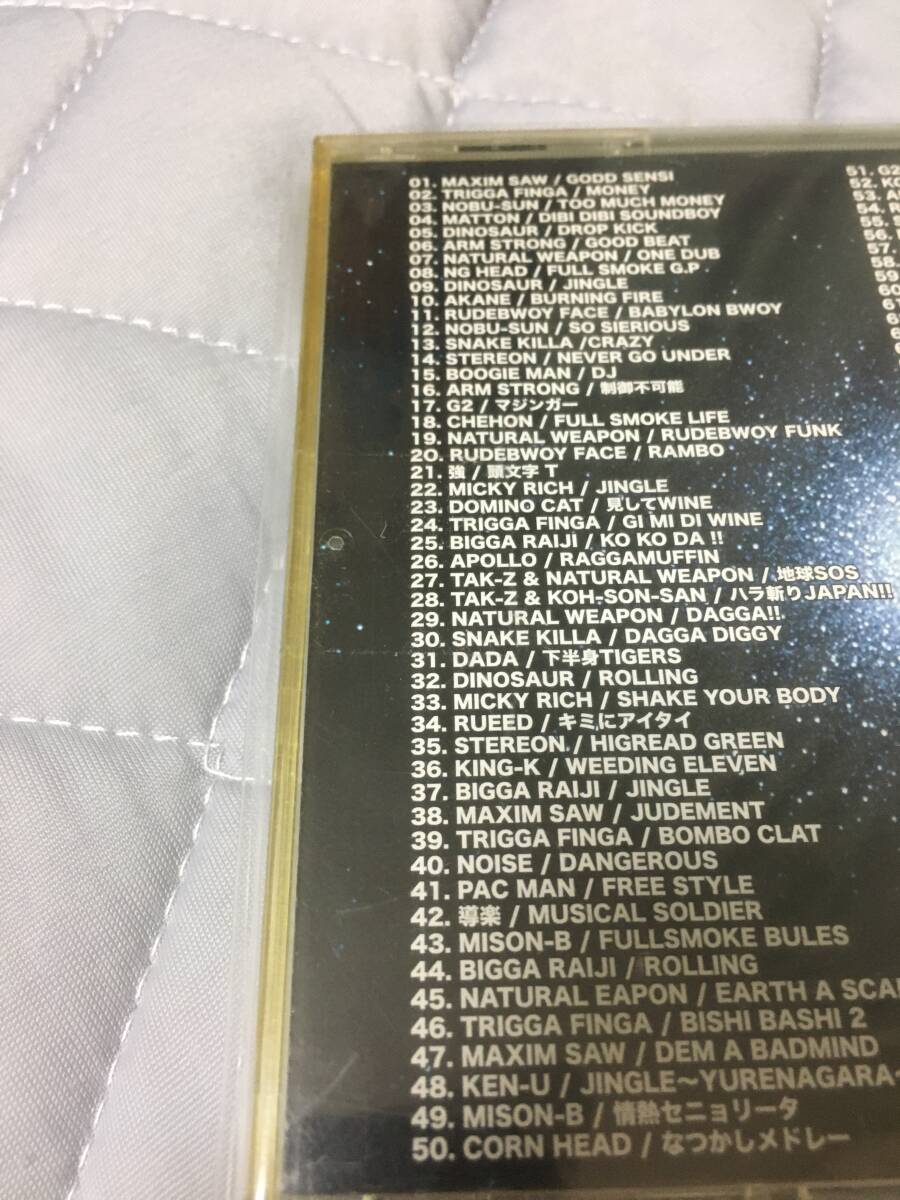 01. MAXIM SAW / GODD SENSI
02. TRIGGA FINGA / MONEY
03. NOBU-SUN / TOO MUCH MONEY
04. MATTON / DIBI DIBI SOUNDBOY
05. DINOSAUR / DROP KICK
06. ARM STRONG / GOOD BEAT
07. NATURAL WEAPON / ONE DUB
08. NG HEAD / FULL SMOKE G.P
09. DINOSAUR / JINGLE
10. AKANE / BURNING FIRE
11. RUDEBWOY FACE / BABYLON BWOY
12. NOBU-SUN / SO SIERIOUS
13. SNAKE KILLA /CRAZY
14. STEREON / NEVER GO UNDER
15. BOOGIE MAN / DJ
16. ARM STRONG / 制御不可能
17. G2 / マジンガー
18. CHEHON / FULL SMOKE LIFE
19. NATURAL WEAPON / RUDEBWOY FUNK
20. RUDEBWOY FACE / RAMBO
21. 強 / 頭文字 T
22. MICKY RICH / JINGLE
23. DOMINO CAT / 見してWINE
24. TRIGGA FINGA / GI MI DI WINE
25. BIGGA RAIJI / KO KO DA !!
26. APOLLO / RAGGAMUFFIN
27. TAK-Z & NATURAL WEAPON / 地球SOS
28. TAK-Z & KOH-SON-SAN / ハラ斬りJAPAN!!
29. NATURAL WEAPON / DAGGA!!
30. SNAKE KILLA / DAGGA DIGGY
31. DADA / 下半身TIGERS
32. DINOSAUR / ROLLING
33. MICKY RICH / SHAKE YOUR BODY
34. RUEED / キミにアイタイ
35. STEREON / HIGREAD GREEN
36. KING-K / WEEDING ELEVEN
37. BIGGA RAIJI / JINGLE
38. MAXIM SAW / JUDEMENT
39. TRIGGA FINGA / BOMBO CLAT
40. NOISE / DANGEROUS
41. PAC MAN / FREE STYLE
42. 導楽 / MUSICAL SOLDIER
43. MISON-B / FULLSMOKE BULES
44. BIGGA RAIJI / ROLLING
45. NATURAL EAPON / EARTH A
46. TRIGGA FINGA / BISHI BASHI 2
47. MAXIM SAW / DEM A BADMIND
48. KEN-U / JINGLE～YURENAGARA～
49. MISON-B / 情熱セニョリータ
50. CORN HEAD / なつかしメドレー
51. G2
52.
53.
54.
55.
56.
57.
58.
59
60